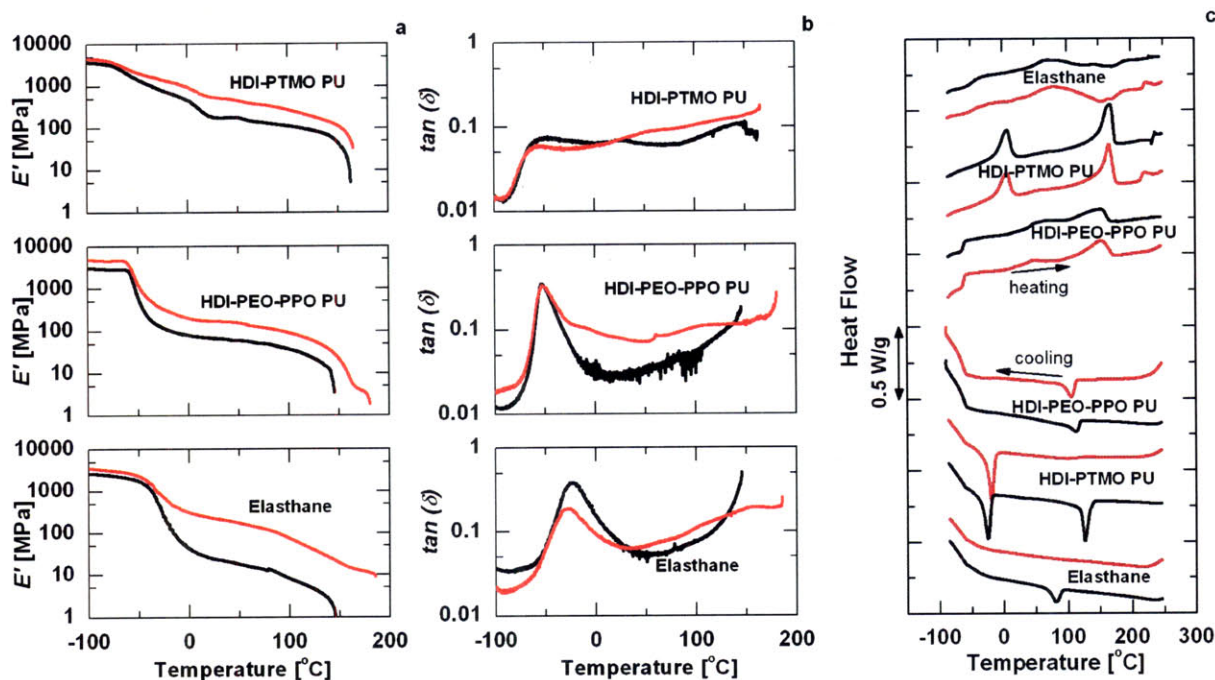 a
10000
1000
100
10
1
E' [MPa]
HDI-PTMO PU
10000
1000
100
10
1
E' [MPa]
HDI-PEO-PPO PU
10000
1000
100
10
1
E' [MPa]
Elasthane
-100 0 100 200
Temperature [°C]
b
1
0.1
0.01
tan (δ)
HDI-PTMO PU
1
0.1
0.01
tan (δ)
HDI-PEO-PPO PU
1
0.1
0.01
tan (δ)
Elasthane
-100 0 100 200
Temperature [°C]
c
Heat Flow
0.5 W/g
Elasthane
HDI-PTMO PU
HDI-PEO-PPO PU
heating
cooling
HDI-PEO-PPO PU
HDI-PTMO PU
Elasthane
-100 0 100 200 300
Temperature [°C]